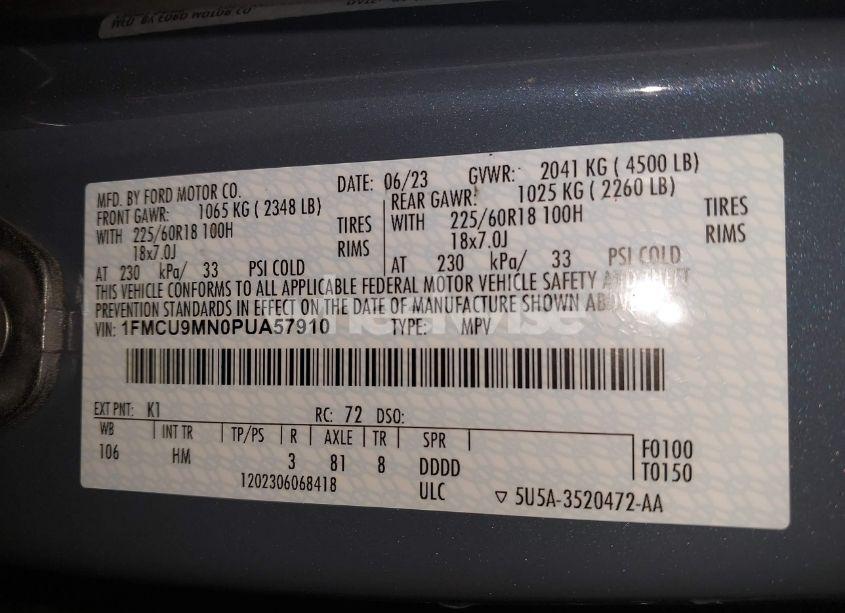 MFD. BY FORD MOTOR CO.
MFD. BY FORD MOTOR CO. DATE: 06/23 GVWR: 2041 KG ( 4500 LB)
FRONT GAWR: 1065 KG ( 2348 LB) REAR GAWR: 1025 KG ( 2260 LB)
WITH 225/60R18 100H TIRES WITH 225/60R18 100H TIRES
18x7.0J RIMS 18x7.0J RIMS
AT 230 kPa/ 33 PSI COLD AT 230 kPa/ 33 PSI COLD
THIS VEHICLE CONFORMS TO ALL APPLICABLE FEDERAL MOTOR VEHICLE SAFETY AND THEFT
PREVENTION STANDARDS IN EFFECT ON THE DATE OF MANUFACTURE SHOWN ABOVE
VIN: 1FMCU9MN0PUA57910 TYPE: MPV
EXT PNT: K1 RC: 72 DSO:
WB INT TR TP/PS R AXLE TR SPR
106 HM 3 81 8 DDDD
F0100
T0150
1202306068418 ULC ▽ 5U5A-3520472-AA